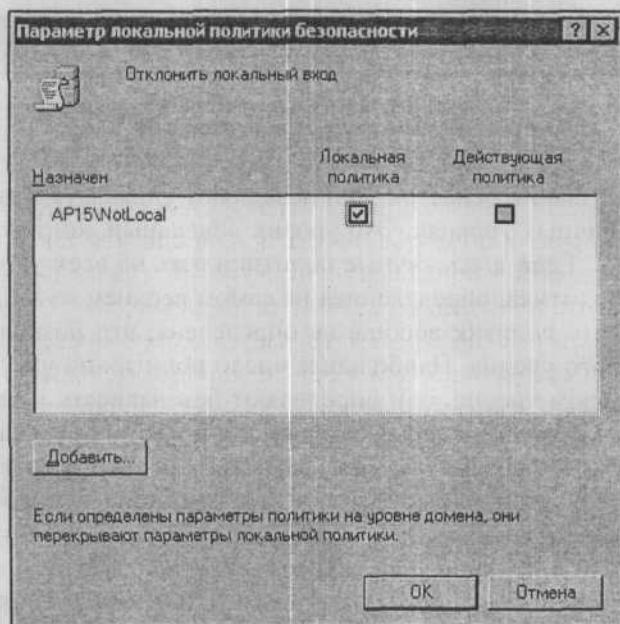 Параметр локальной политики безопасности
Отклонить локальный вход
Назначен
Локальная политика
Действующая политика
AP15\NotLocal
Добавить...
Если определены параметры политики на уровне домена, они
перекрывают параметры локальной политики.
OK
Отмена